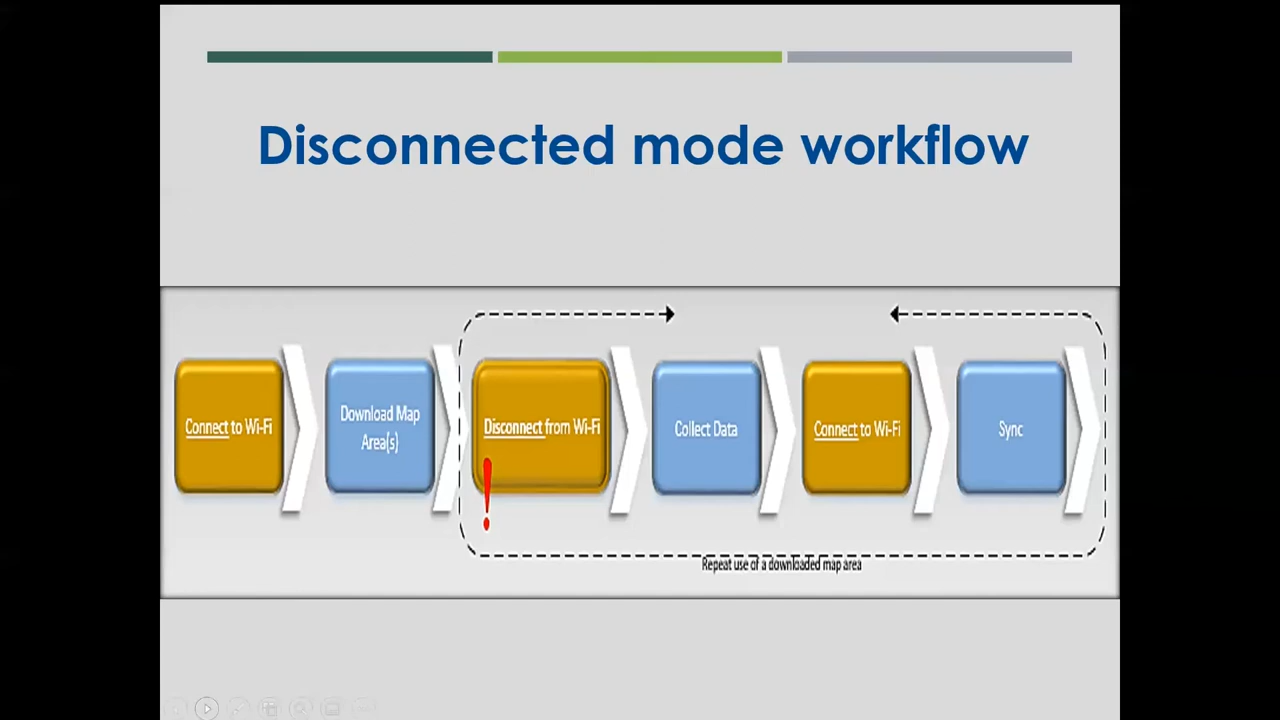 Disconnected mode workflow
Connect to Wi-Fi
Download Map
Area(s)
Disconnect from Wi-Fi
!
Collect Data
Connect to Wi-Fi
Sync
Repeat use of a downloaded map area